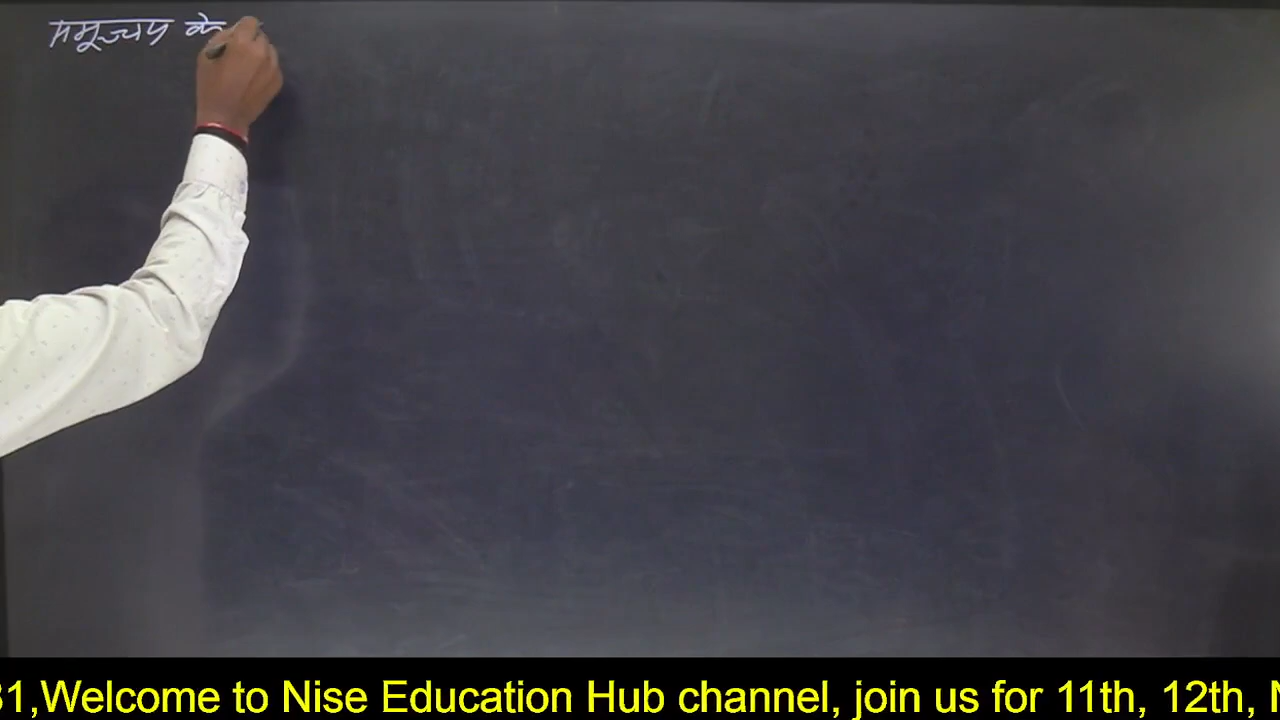 समूच्चय के
31,Welcome to Nise Education Hub channel, join us for 11th, 12th, N